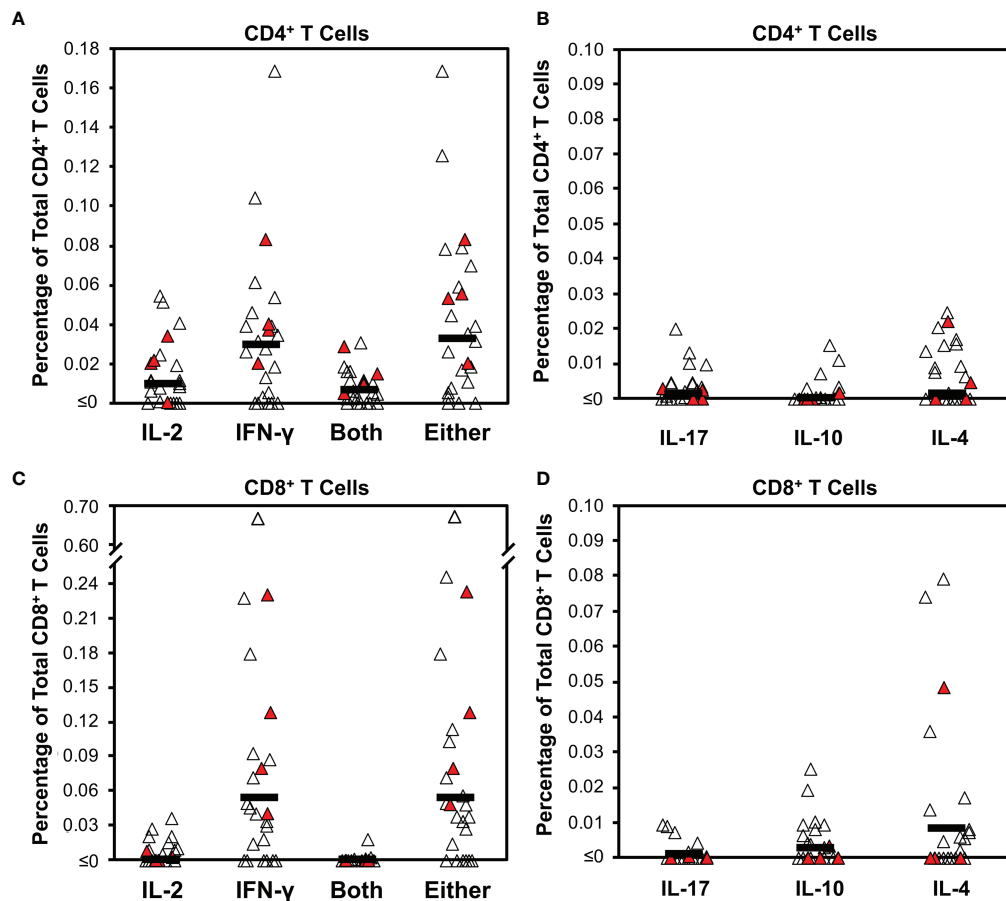 A
CD4⁺ T Cells
Percentage of Total CD4⁺ T Cells
0.18
0.16
0.14
0.12
0.10
0.08
0.06
0.04
0.02
≤0
IL-2 IFN-γ Both Either
B
CD4⁺ T Cells
Percentage of Total CD4⁺ T Cells
0.10
0.09
0.08
0.07
0.06
0.05
0.04
0.03
0.02
0.01
≤0
IL-17 IL-10 IL-4
C
CD8⁺ T Cells
Percentage of Total CD8⁺ T Cells
0.70
0.60
0.24
0.21
0.18
0.15
0.12
0.09
0.06
0.03
≤0
IL-2 IFN-γ Both Either
D
CD8⁺ T Cells
Percentage of Total CD8⁺ T Cells
0.10
0.09
0.08
0.07
0.06
0.05
0.04
0.03
0.02
0.01
≤0
IL-17 IL-10 IL-4